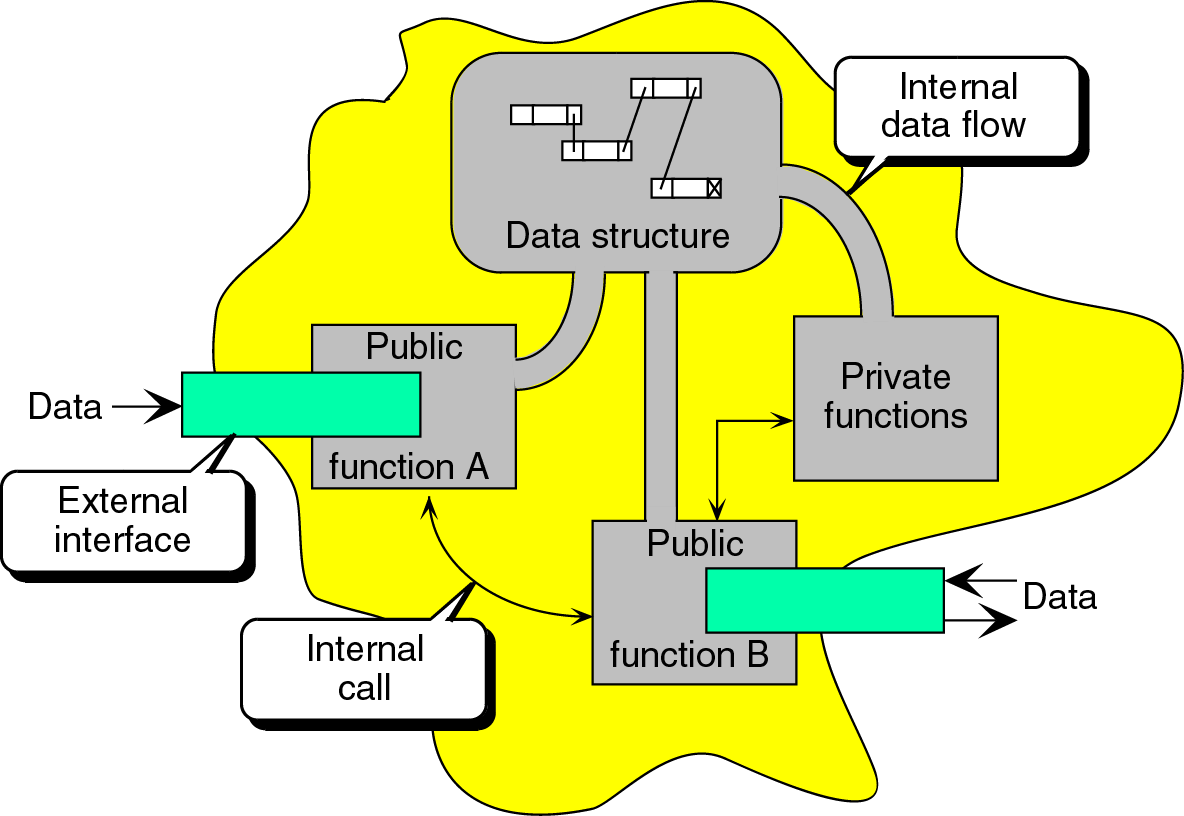 Internal
data flow
Data structure
Public
function A
Data
External
interface
Private
functions
Public
function B
Data
Internal
call